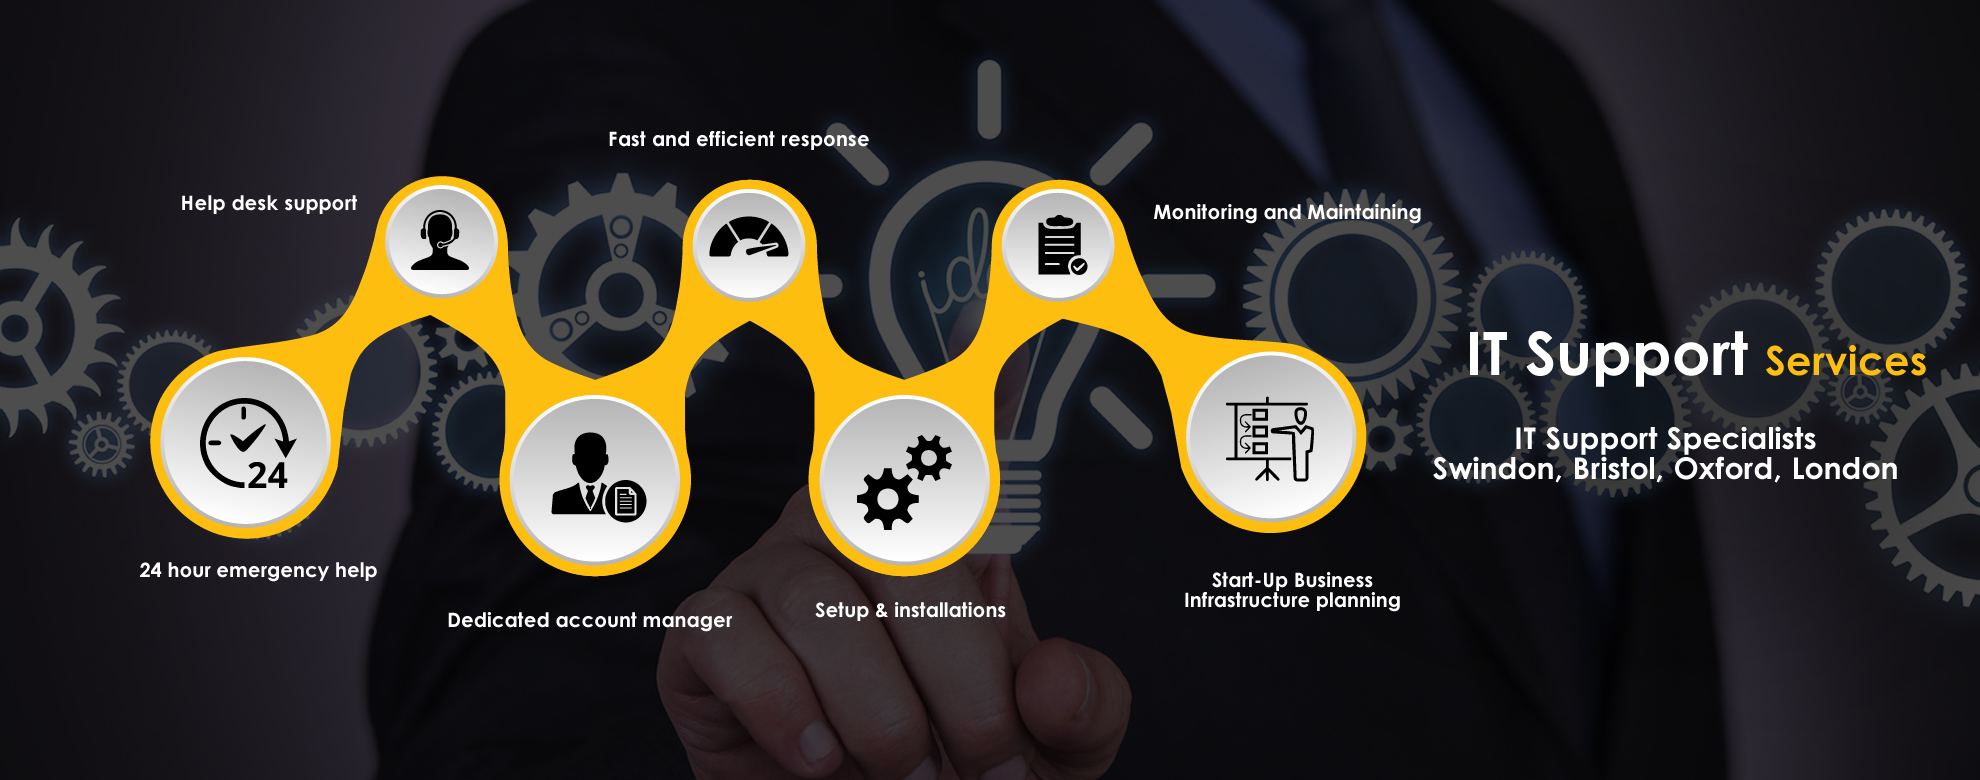 Fast and efficient response
Help desk support
Monitoring and Maintaining
24
24 hour emergency help
Dedicated account manager
Setup & installations
Start-Up Business
Infrastructure planning
IT Support Services
IT Support Specialists
Swindon, Bristol, Oxford, London